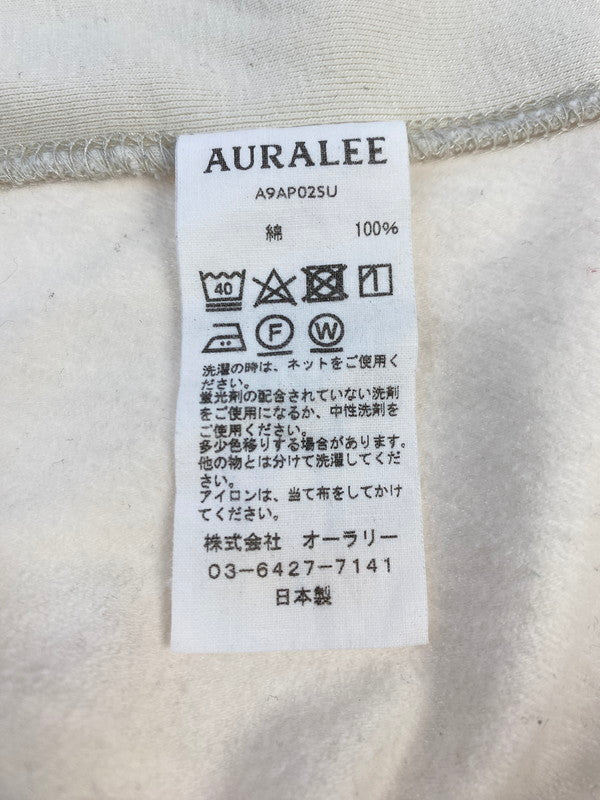 AURALEE
A9AP02SU
綿 100%
40
F W
洗濯の時は、ネットをご使用く
ださい。
蛍光剤の配合されていない洗剤
をご使用になるか、中性洗剤を
ご使用ください。
多少色移りする場合があります。
他の物とは分けて洗濯してくだ
さい。
アイロンは、当て布をしてかけ
てください。
株式会社 オーラリー
03-6427-7141
日本製